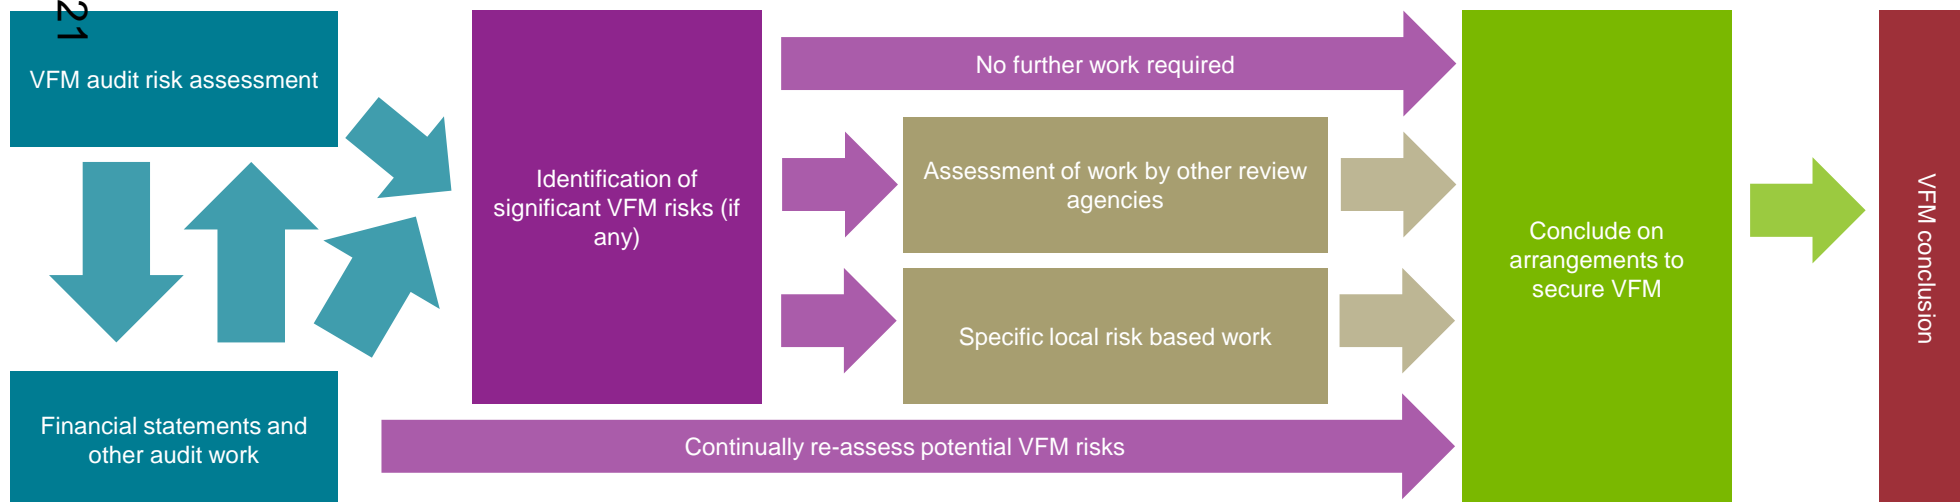 21
VFM audit risk assessment
Financial statements and
other audit work
Identification of
significant VFM risks (if
any)
No further work required
Assessment of work by other review
agencies
Specific local risk based work
Continually re-assess potential VFM risks
Conclude on
arrangements to
secure VFM
VFM conclusion